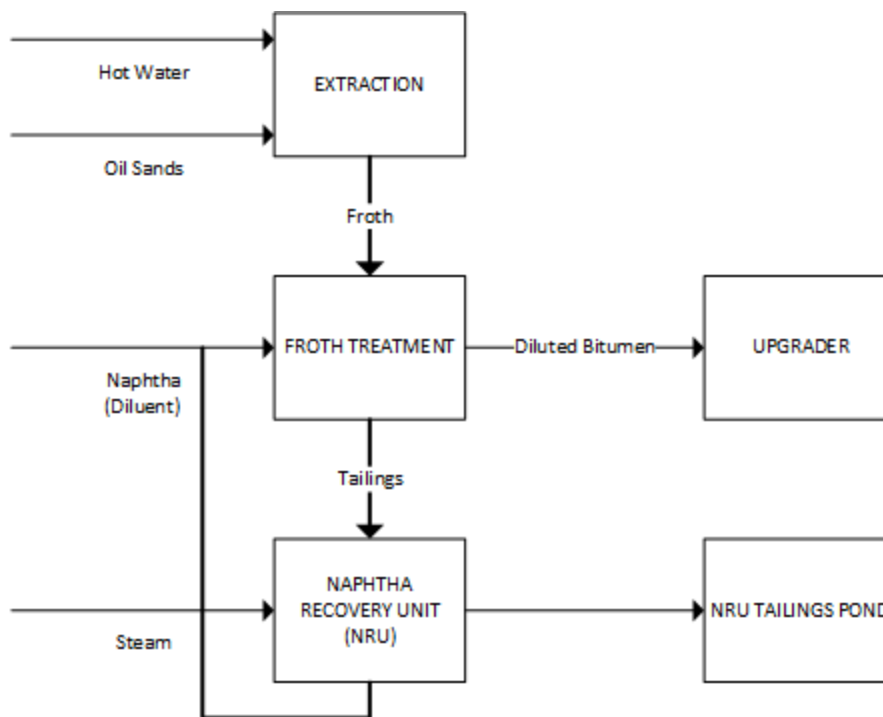 Hot Water
EXTRACTION
Oil Sands
Froth
Naphtha
(Diluent)
FROTH TREATMENT
Diluted Bitumen
UPGRADER
Tailings
Steam
NAPHTHA
RECOVERY UNIT
(NRU)
NRU TAILINGS POND